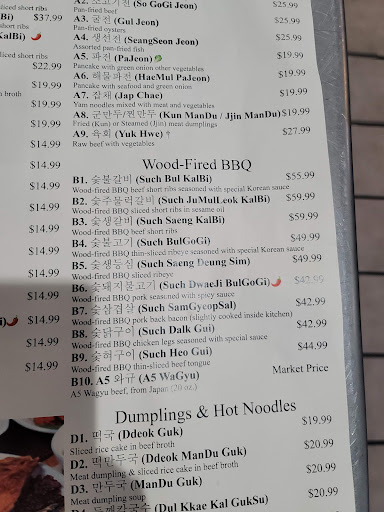 sliced short ribs
Bi) $37.99
sliced short ribs
KalBi)
$22.99
$19.99
n broth
$19.99
$19.99
$14.99
$14.99
$14.99
$14.99
$14.99
$14.99
$14.99
$14.99
$14.99
(So GoGi Jeon) $25.99
Pan-fried beef
A3. 굴전 (Gul Jeon) $25.99
Pan-fried oysters
A4. 생선전 (SeangSeon Jeon) $25.99
Assorted pan-fried fish
A5. 파전 (PaJeon) $19.99
Pancake with green onion other vegetables
A6. 해물파전 (HaeMul PaJeon) $19.99
Pancake with seafood and green onion
A7. 잡채 (Jap Chae) $19.99
Yam noodles mixed with meat and vegetables
A8. 군만두/찐만두 (Kun ManDu / Jjin ManDu) $19.99
Fried (Kun) or Steamed (Jjin) meat dumplings
A9. 육회 (Yuk Hwe) $27.99
Raw beef with vegetables
Wood-Fired BBQ
B1. 숯불갈비 (Such Bul KalBi) $55.99
Wood-fired BBQ beef short ribs seasoned with special Korean sauce
B2. 숯주물럭갈비 (Such JuMulLeok KalBi) $59.99
Wood-fired BBQ sliced short ribs in sesame oil
B3. 숯생갈비 (Such Saeng KalBi) $59.99
Wood-fired BBQ beef short ribs
B4. 숯불고기 (Such BulGoGi) $49.99
Wood-fired BBQ thin-sliced ribeye seasoned with special Korean sauce
B5. 숯생등심 (Such Saeng Deung Sim) $49.99
Wood-fired BBQ sliced ribeye
B6. 숯돼지불고기 (Such DwaeJi BulGoGi) $42.99
Wood-fired BBQ pork seasoned with spicy sauce
B7. 숯삼겹살 (Such SamGyeopSal) $42.99
Wood-fired BBQ pork back bacon (slightly cooked inside kitchen)
B8. 숯닭구이 (Such Dalk Gui) $42.99
Wood-fired BBQ chicken legs seasoned with special sauce
B9. 숯혀구이 (Such Heo Gui) $44.99
Wood-fired BBQ thin-sliced beef tongue
B10. A5 와규 (A5 WaGyu) Market Price
A5 Wagyu beef, from Japan (20 oz.)
Dumplings & Hot Noodles
D1. 떡국 (Ddeok Guk) $19.99
Sliced rice cake in beef broth
D2. 떡만두국 (Ddeok ManDu Guk) $20.99
Meat dumpling & sliced rice cake in beef broth
D3. 만두국 (ManDu Guk) $20.99
Meat dumpling soup
D4. 들깨칼국수 (Dul Kkae Kal GukSu) $20.99